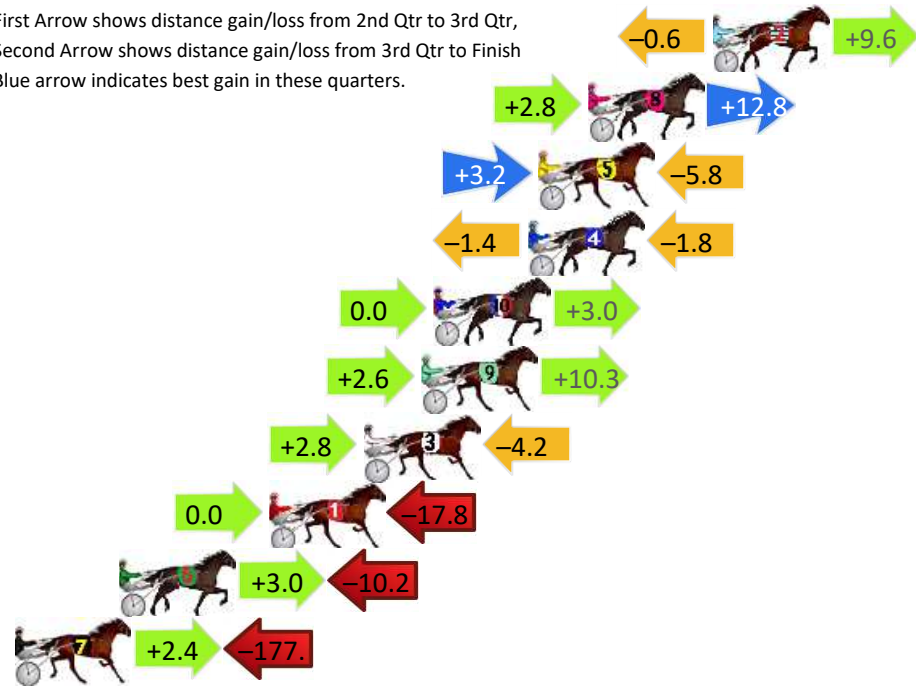 First Arrow shows distance gain/loss from 2nd Qtr to 3rd Qtr,
Second Arrow shows distance gain/loss from 3rd Qtr to Finish
Blue arrow indicates best gain in these quarters.
−0.6 +9.6
+2.8 8 +12.8
+3.2 5 −5.8
−1.4 4 −1.8
0.0 10 +3.0
+2.6 9 +10.3
+2.8 3 −4.2
0.0 1 −17.8
6 +3.0 −10.2
7 +2.4 −177.